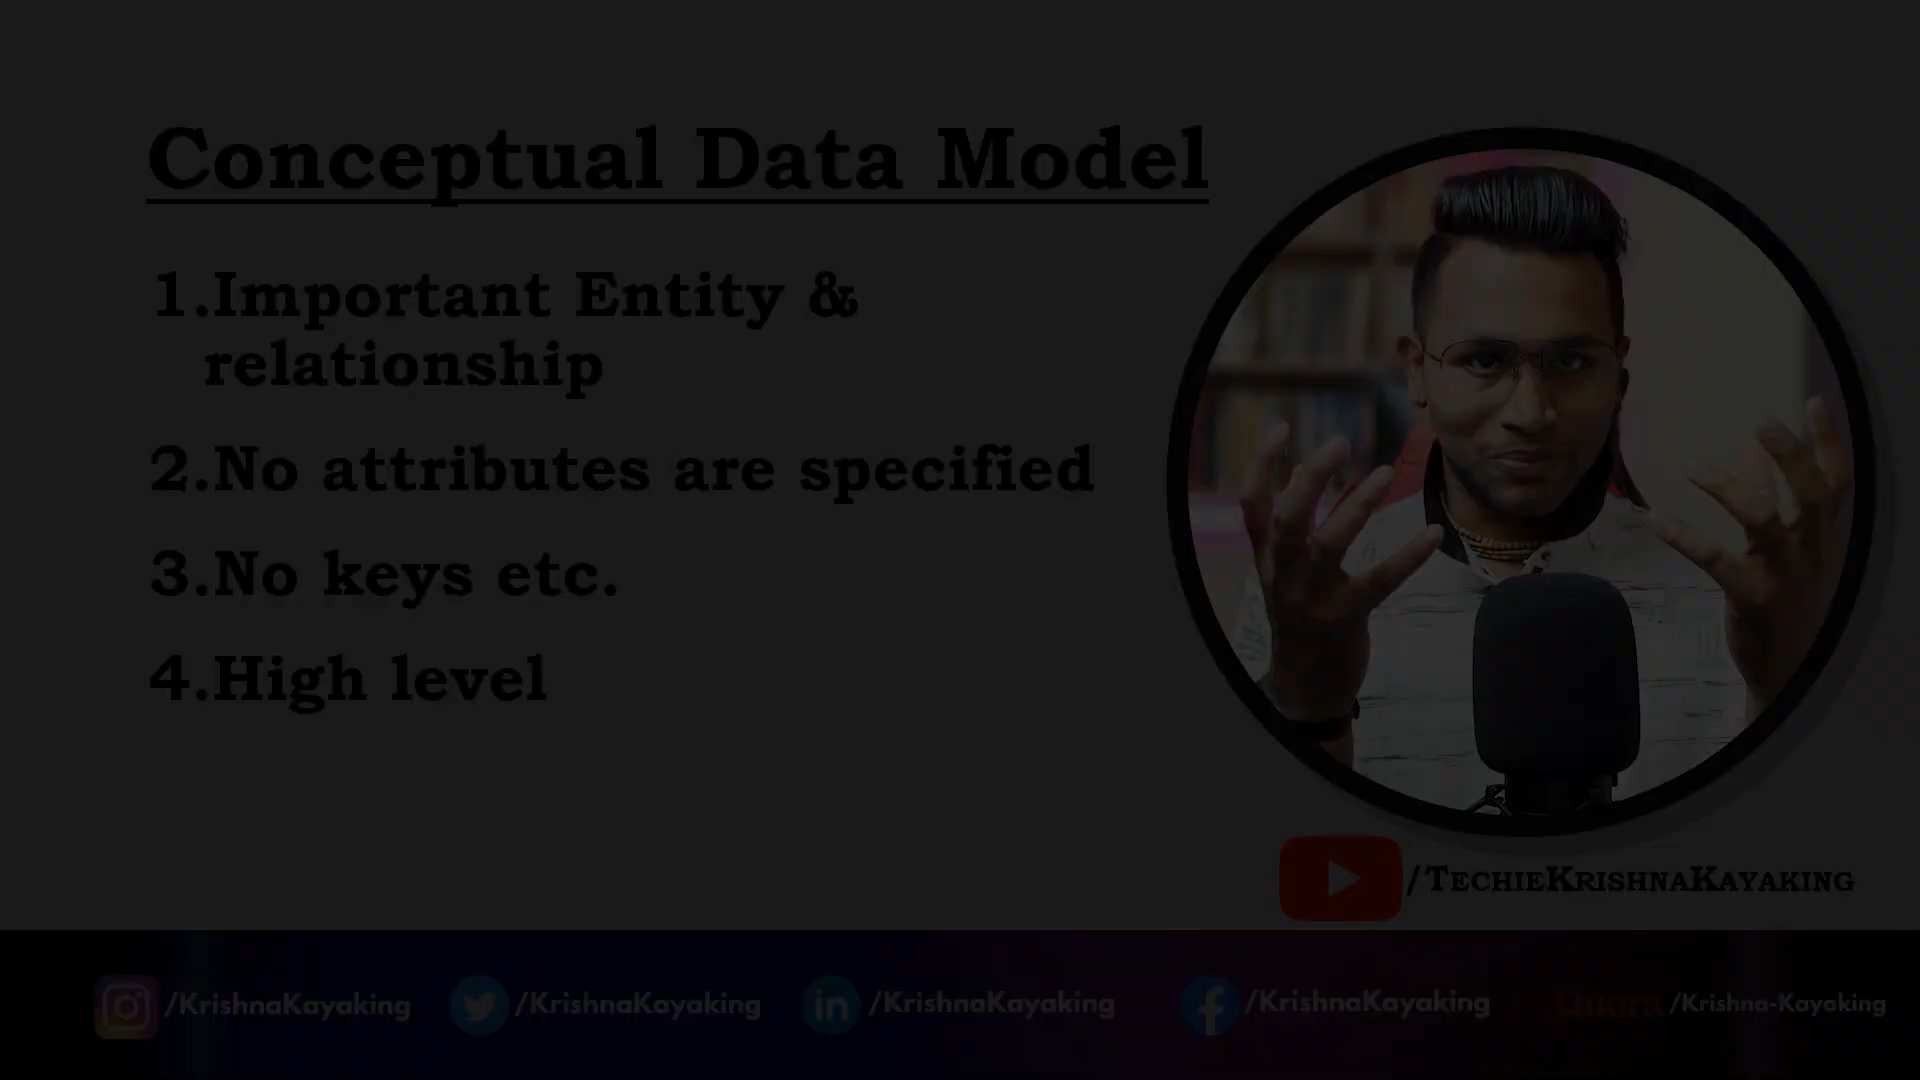 Conceptual Data Model
1.Important Entity &
relationship
2.No attributes are specified
3.No keys etc.
4.High level
/TechieKrishnaKayaking
/KrishnaKayaking /KrishnaKayaking in /KrishnaKayaking f /KrishnaKayaking Quora /Krishna-Kayaking